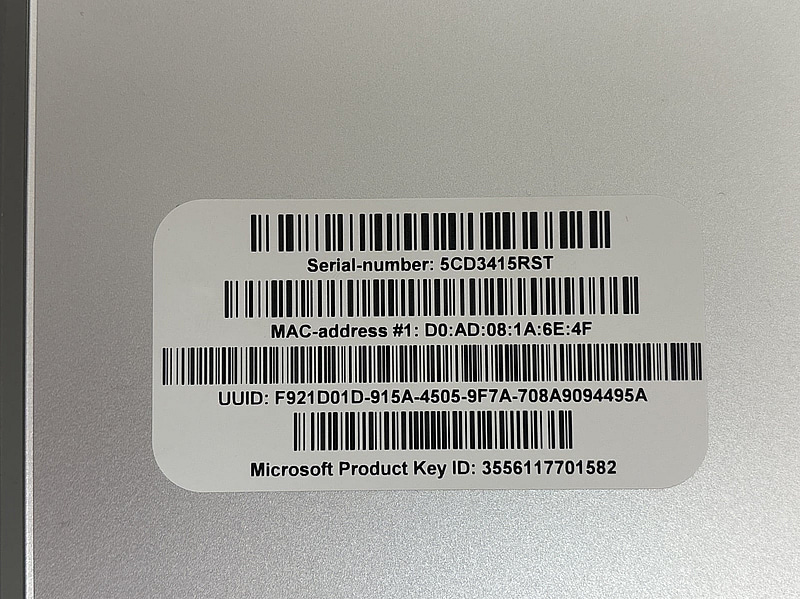 Serial-number: 5CD3415RST
MAC-address #1: D0:AD:08:1A:6E:4F
UUID: F921D01D-915A-4505-9F7A-708A9094495A
Microsoft Product Key ID: 3556117701582